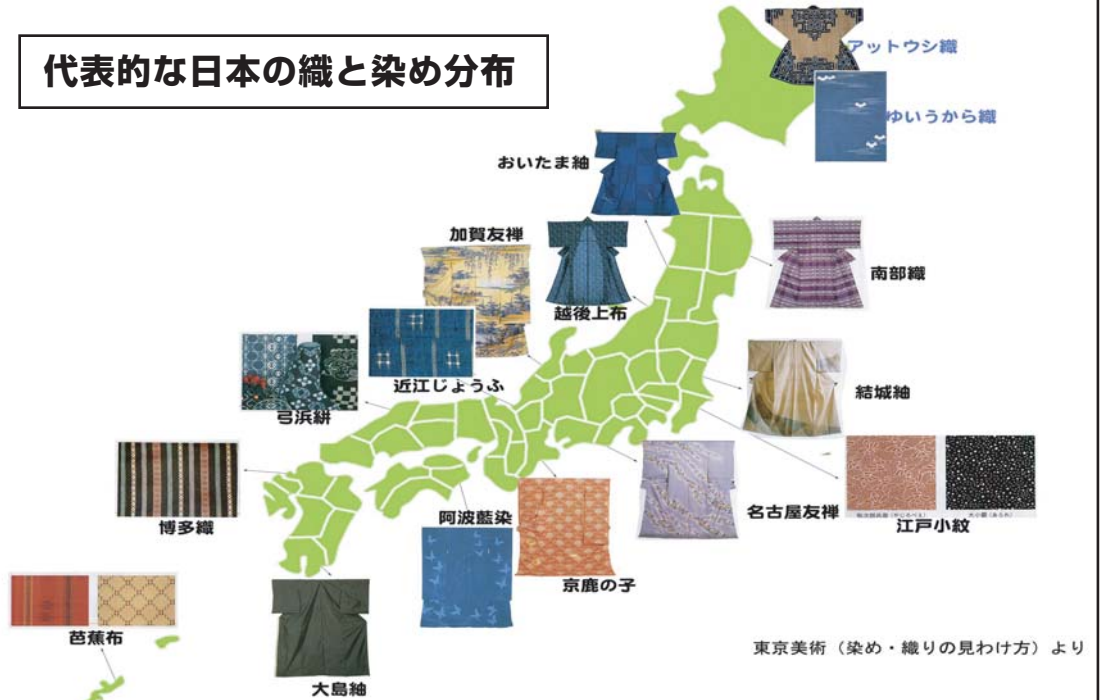 代表的な日本の織と染め分布
アットウシ織
ゆいうから織
おいたま紬
加賀友禅
越後上布
南部織
近江じょうふ
弓浜絣
結城紬
博多織
阿波藍染
名古屋友禅
江戸小紋
京鹿の子
芭蕉布
大島紬
東京美術（染め・織りの見わけ方）より